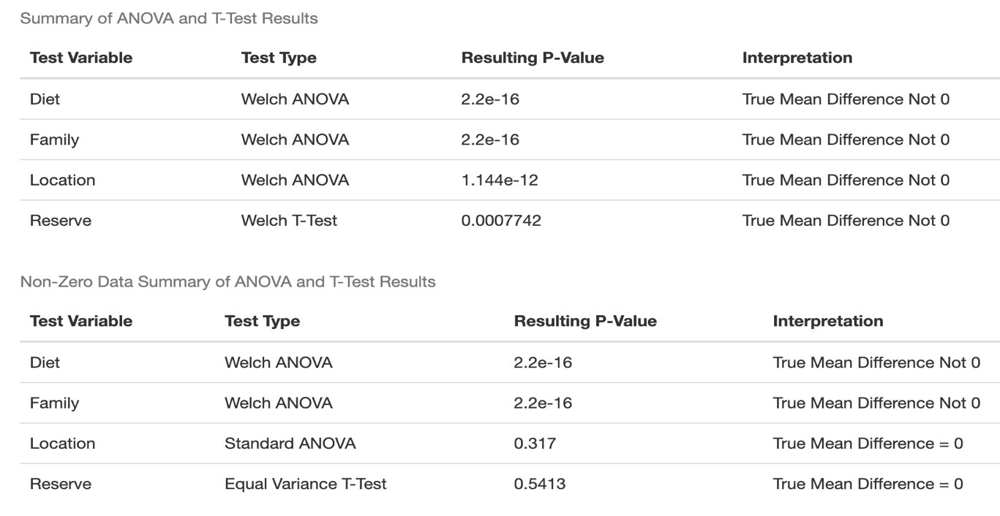 Summary of ANOVA and T-Test Results
Test Variable Test Type Resulting P-Value Interpretation
Diet Welch ANOVA 2.2e-16 True Mean Difference Not 0
Family Welch ANOVA 2.2e-16 True Mean Difference Not 0
Location Welch ANOVA 1.144e-12 True Mean Difference Not 0
Reserve Welch T-Test 0.0007742 True Mean Difference Not 0
Non-Zero Data Summary of ANOVA and T-Test Results
Test Variable Test Type Resulting P-Value Interpretation
Diet Welch ANOVA 2.2e-16 True Mean Difference Not 0
Family Welch ANOVA 2.2e-16 True Mean Difference Not 0
Location Standard ANOVA 0.317 True Mean Difference = 0
Reserve Equal Variance T-Test 0.5413 True Mean Difference = 0